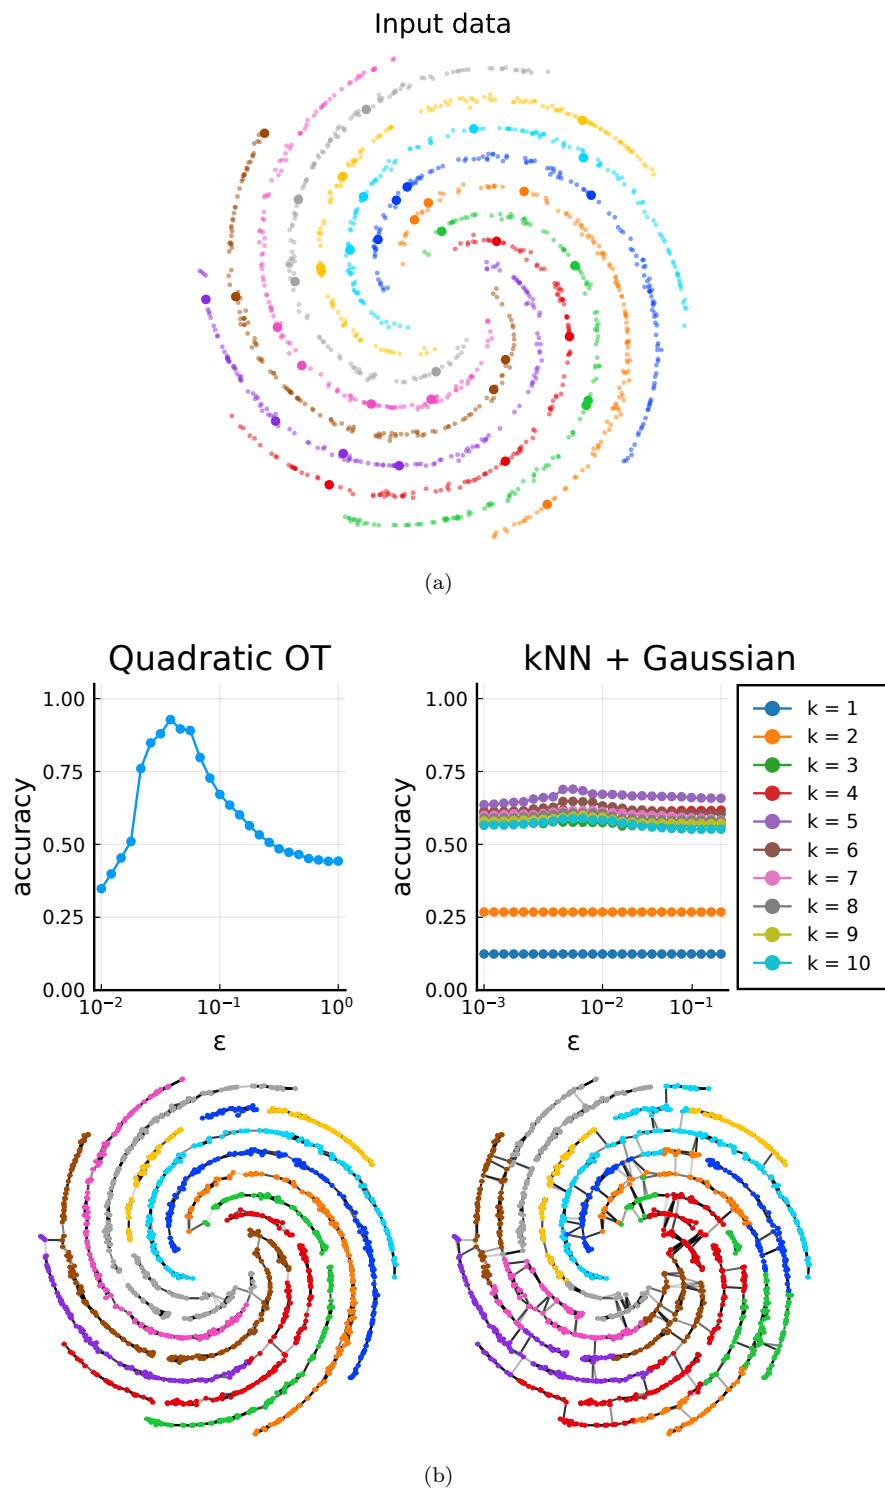 Input data
(a)
Quadratic OT
kNN + Gaussian
1.00
0.75
0.50
0.25
0.00
accuracy
10⁻²
10⁻¹
10⁰
ε
1.00
0.75
0.50
0.25
0.00
accuracy
10⁻³
10⁻²
10⁻¹
ε
k = 1
k = 2
k = 3
k = 4
k = 5
k = 6
k = 7
k = 8
k = 9
k = 10
(b)